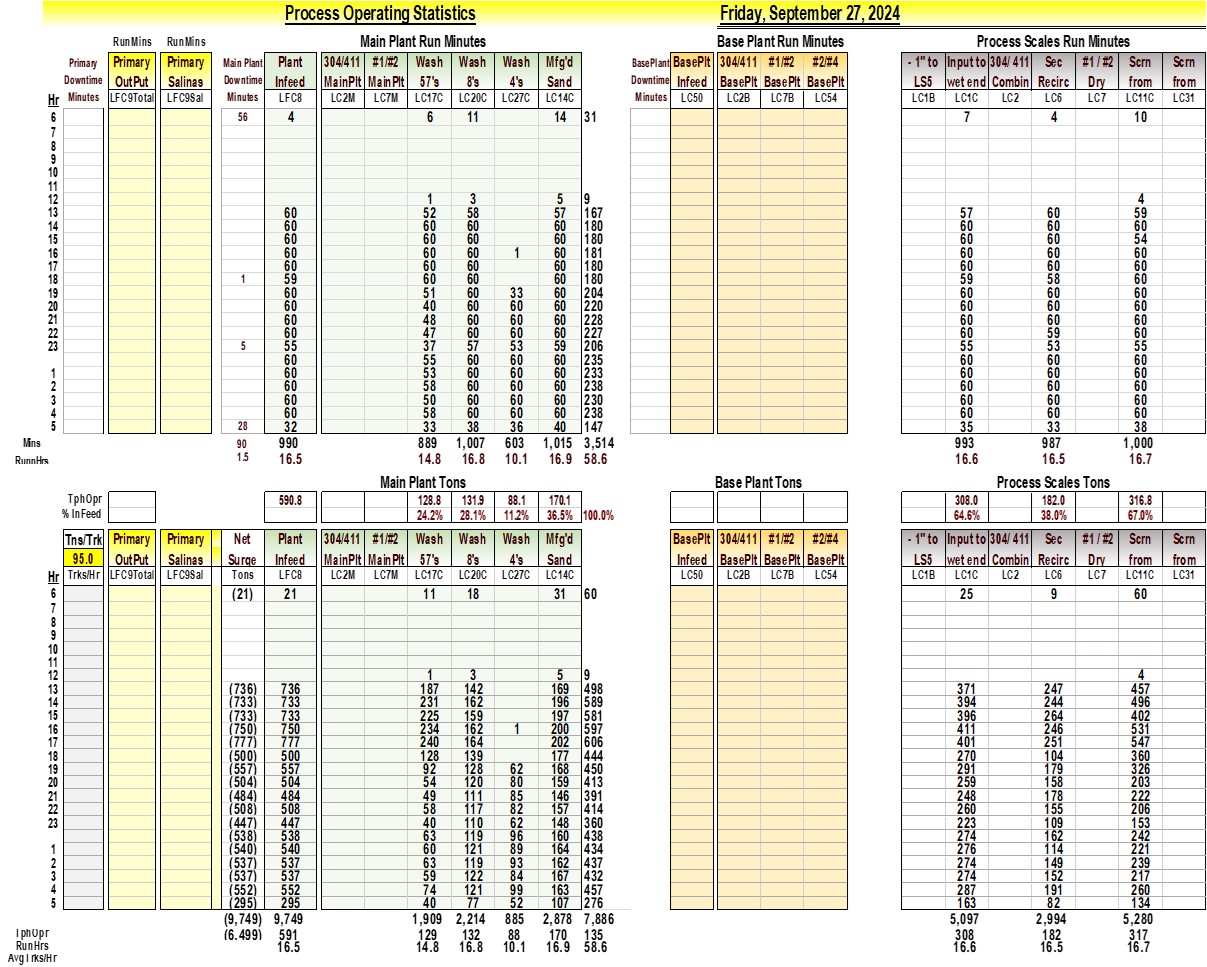 Process Operating Statistics Friday, September 27, 2024
RunMins RunMins Main Plant Run Minutes Base Plant Run Minutes Process Scales Run Minutes
Primary Primary Primary Main Plant Plant 304/411 #1/#2 Wash Wash Wash Mfg'd BasePlant BasePlt 304/411 #1/#2 #2/#4 - 1" to Input to 304/ 411 Sec #1 / #2 Scrn Scrn
Downtime OutPut Salinas Downtime Infeed MainPlt MainPlt 57's 8's 4's Sand Downtime Infeed BasePlt BasePlt BasePlt LS5 wet end Combin Recirc Dry from from
Hr Minutes LFC9Total LFC9Sal Minutes LFC8 LC2M LC7M LC17C LC20C LC27C LC14C Minutes LC50 LC2B LC7B LC54 LC1B LC1C LC2 LC6 LC7 LC11C LC31
6 56 4 6 11 14 31 7 4 10
7
8
9
10
11
12 1 3 5 9 4
13 60 52 58 57 167 57 60 59
14 60 60 60 60 180 60 60 60
15 60 60 60 60 180 60 60 54
16 60 60 60 1 60 181 60 60 60
17 60 60 60 60 180 60 60 60
18 1 59 60 60 60 180 59 58 60
19 60 51 60 33 60 204 60 60 60
20 60 40 60 60 60 220 60 60 60
21 60 48 60 60 60 228 60 60 60
22 60 47 60 60 60 227 60 59 60
23 5 55 37 57 53 59 206 55 53 55
60 55 60 60 60 235 60 60 60
1 60 53 60 60 60 233 60 60 60
2 60 58 60 60 60 238 60 60 60
3 60 50 60 60 60 230 60 60 60
4 60 58 60 60 60 238 60 60 60
5 28 32 33 38 36 40 147 35 33 38
Mins 90 990 889 1,007 603 1,015 3,514 993 987 1,000
RunnHrs 1.5 16.5 14.8 16.8 10.1 16.9 58.6 16.6 16.5 16.7
Main Plant Tons Base Plant Tons Process Scales Tons
TphOpr 590.8 128.8 131.9 88.1 170.1 308.0 182.0 316.8
% InFeed 24.2% 28.1% 11.2% 36.5% 100.0% 64.6% 38.0% 67.0%
Tns/Trk Primary Primary Net Plant 304/411 #1/#2 Wash Wash Wash Mfg'd BasePlt 304/411 #1/#2 #2/#4 - 1" to Input to 304/ 411 Sec #1 / #2 Scrn Scrn
95.0 OutPut Salinas Surge Infeed MainPlt MainPlt 57's 8's 4's Sand Infeed BasePlt BasePlt BasePlt LS5 wet end Combin Recirc Dry from from
Hr Trks/Hr LFC9Total LFC9Sal Tons LFC8 LC2M LC7M LC17C LC20C LC27C LC14C LC50 LC2B LC7B LC54 LC1B LC1C LC2 LC6 LC7 LC11C LC31
6 (21) 21 11 18 31 60 25 9 60
7
8
9
10
11
12 1 3 5 9 4
13 (736) 736 187 142 169 498 371 247 457
14 (733) 733 231 162 196 589 394 244 496
15 (733) 733 225 159 197 581 396 264 402
16 (750) 750 234 162 1 200 597 411 246 531
17 (777) 777 240 164 202 606 401 251 547
18 (500) 500 128 139 177 444 270 104 360
19 (557) 557 92 128 62 168 450 291 179 326
20 (504) 504 54 120 80 159 413 259 158 203
21 (484) 484 49 111 85 146 391 248 178 222
22 (508) 508 58 117 82 157 414 260 155 206
23 (447) 447 40 110 62 148 360 223 109 153
(538) 538 63 119 96 160 438 274 162 242
1 (540) 540 60 121 89 164 434 276 114 221
2 (537) 537 63 119 93 162 437 274 149 239
3 (537) 537 59 122 84 167 432 274 152 217
4 (552) 552 74 121 99 163 457 287 191 260
5 (295) 295 40 77 52 107 276 163 82 134
(9,749) 9,749 1,909 2,214 885 2,878 7,886 5,097 2,994 5,280
TphOpr (6,499) 591 129 132 88 170 135 308 182 317
RunHrs 16.5 14.8 16.8 10.1 16.9 58.6 16.6 16.5 16.7
Avg Trks/Hr